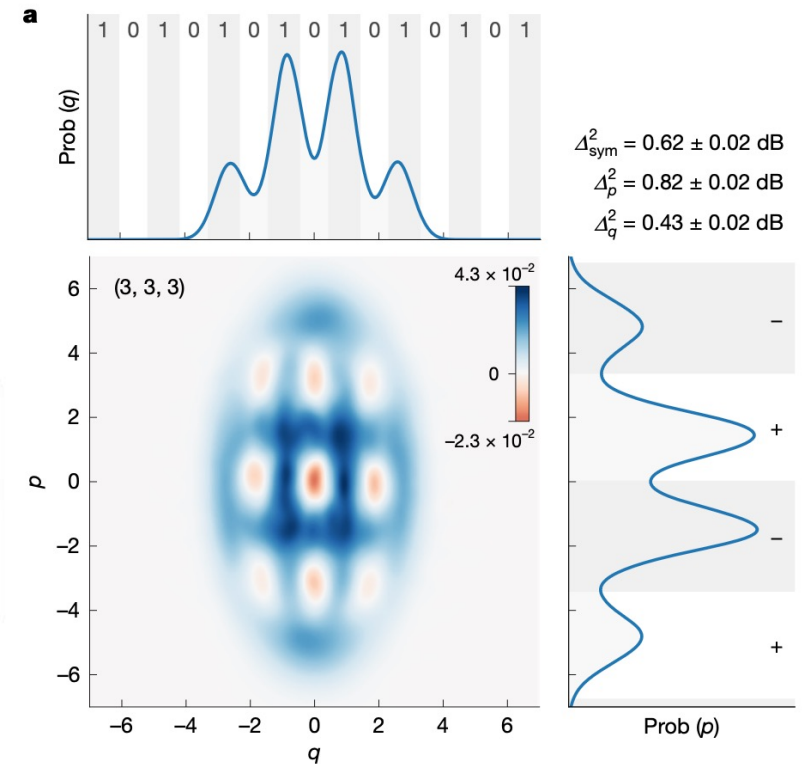 a
1 0 1 0 1 0 1 0 1 0 1 0 1 0 1
Prob (q)
Δ²sym = 0.62 ± 0.02 dB
Δ²p = 0.82 ± 0.02 dB
Δ²q = 0.43 ± 0.02 dB
(3, 3, 3)
4.3 × 10⁻²
0
−2.3 × 10⁻²
6
4
2
0
−2
−4
−6
p
−6 −4 −2 0 2 4 6
q
−
+
−
+
Prob (p)